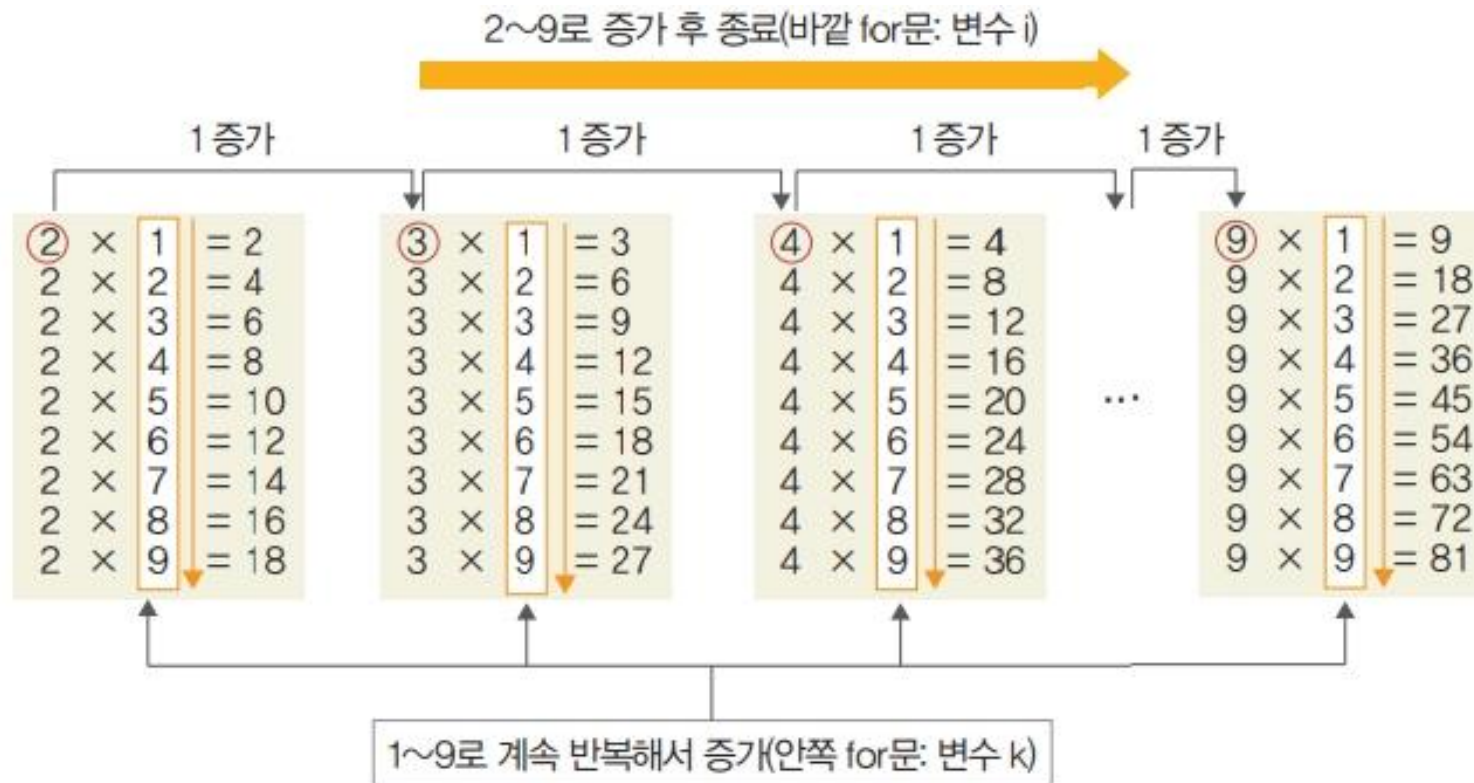 2~9로 증가 후 종료(바깥 for문: 변수 i)
1 증가 1 증가 1 증가 1 증가
2 × 1 = 2
2 × 2 = 4
2 × 3 = 6
2 × 4 = 8
2 × 5 = 10
2 × 6 = 12
2 × 7 = 14
2 × 8 = 16
2 × 9 = 18
3 × 1 = 3
3 × 2 = 6
3 × 3 = 9
3 × 4 = 12
3 × 5 = 15
3 × 6 = 18
3 × 7 = 21
3 × 8 = 24
3 × 9 = 27
4 × 1 = 4
4 × 2 = 8
4 × 3 = 12
4 × 4 = 16
4 × 5 = 20
4 × 6 = 24
4 × 7 = 28
4 × 8 = 32
4 × 9 = 36
...
9 × 1 = 9
9 × 2 = 18
9 × 3 = 27
9 × 4 = 36
9 × 5 = 45
9 × 6 = 54
9 × 7 = 63
9 × 8 = 72
9 × 9 = 81
1~9로 계속 반복해서 증가(안쪽 for문: 변수 k)